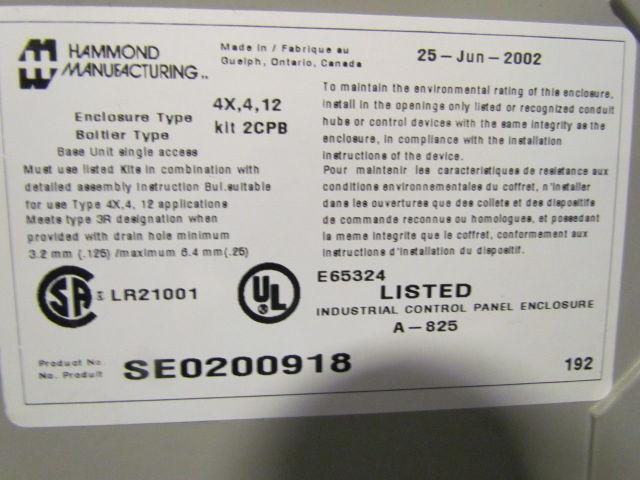 HAMMOND
MANUFACTURING™
Made in / Fabrique au
Guelph, Ontario, Canada
25-Jun-2002
Enclosure Type 4X,4,12
Boitier Type kit 2CPB
Base Unit single access
Must use listed Kits in combination with
detailed assembly instruction Bul.suitable
for use Type 4X,4, 12 applications
Meets type 3R designation when
provided with drain hole minimum
3.2 mm (.125) /maximum 6.4 mm(.25)
To maintain the environmental rating of this enclosure,
install in the openings only listed or recognized conduit
hubs or control devices with the same integrity as the
enclosure, in compliance with the installation
instructions of the device.
Pour maintenir les caracteristiques de resistance aux
conditions environnementales du coffret, n'installer
dans les ouvertures que des collets et des dispositifs
de commande reconnus ou homologues, et possedant
la meme integrite que le coffret, conformement aux
instructions d'installation du dispositif.
SA LR21001
UL
E65324
LISTED
INDUSTRIAL CONTROL PANEL ENCLOSURE
A-825
Product No
No. Produit
SE0200918
192